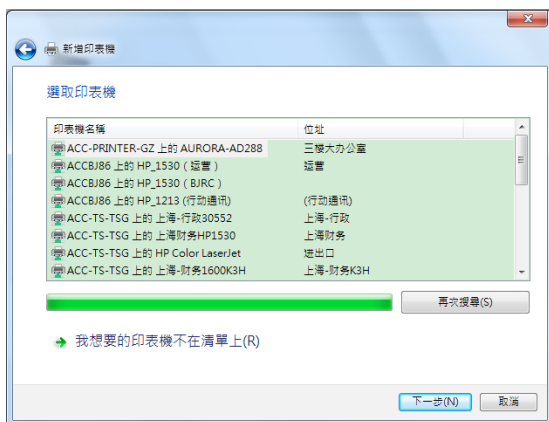 新增印表機
選取印表機
印表機名稱 位址
ACC-PRINTER-GZ 上的 AURORA-AD288 三楼大办公室
ACCBJ86 上的 HP_1530 ( 运营 ) 运营
ACCBJ86 上的 HP_1530 ( BJRC )
ACCBJ86 上的 HP_1213 (行动通讯) (行动通讯)
ACC-TS-TSG 上的 上海-行政30552 上海-行政
ACC-TS-TSG 上的 上海财务HP1530 上海财务
ACC-TS-TSG 上的 HP Color LaserJet 进出口
ACC-TS-TSG 上的 上海-财务1600K3H 上海-财务K3H
再次搜尋(S)
我想要的印表機不在清單上(R)
下一步(N) 取消